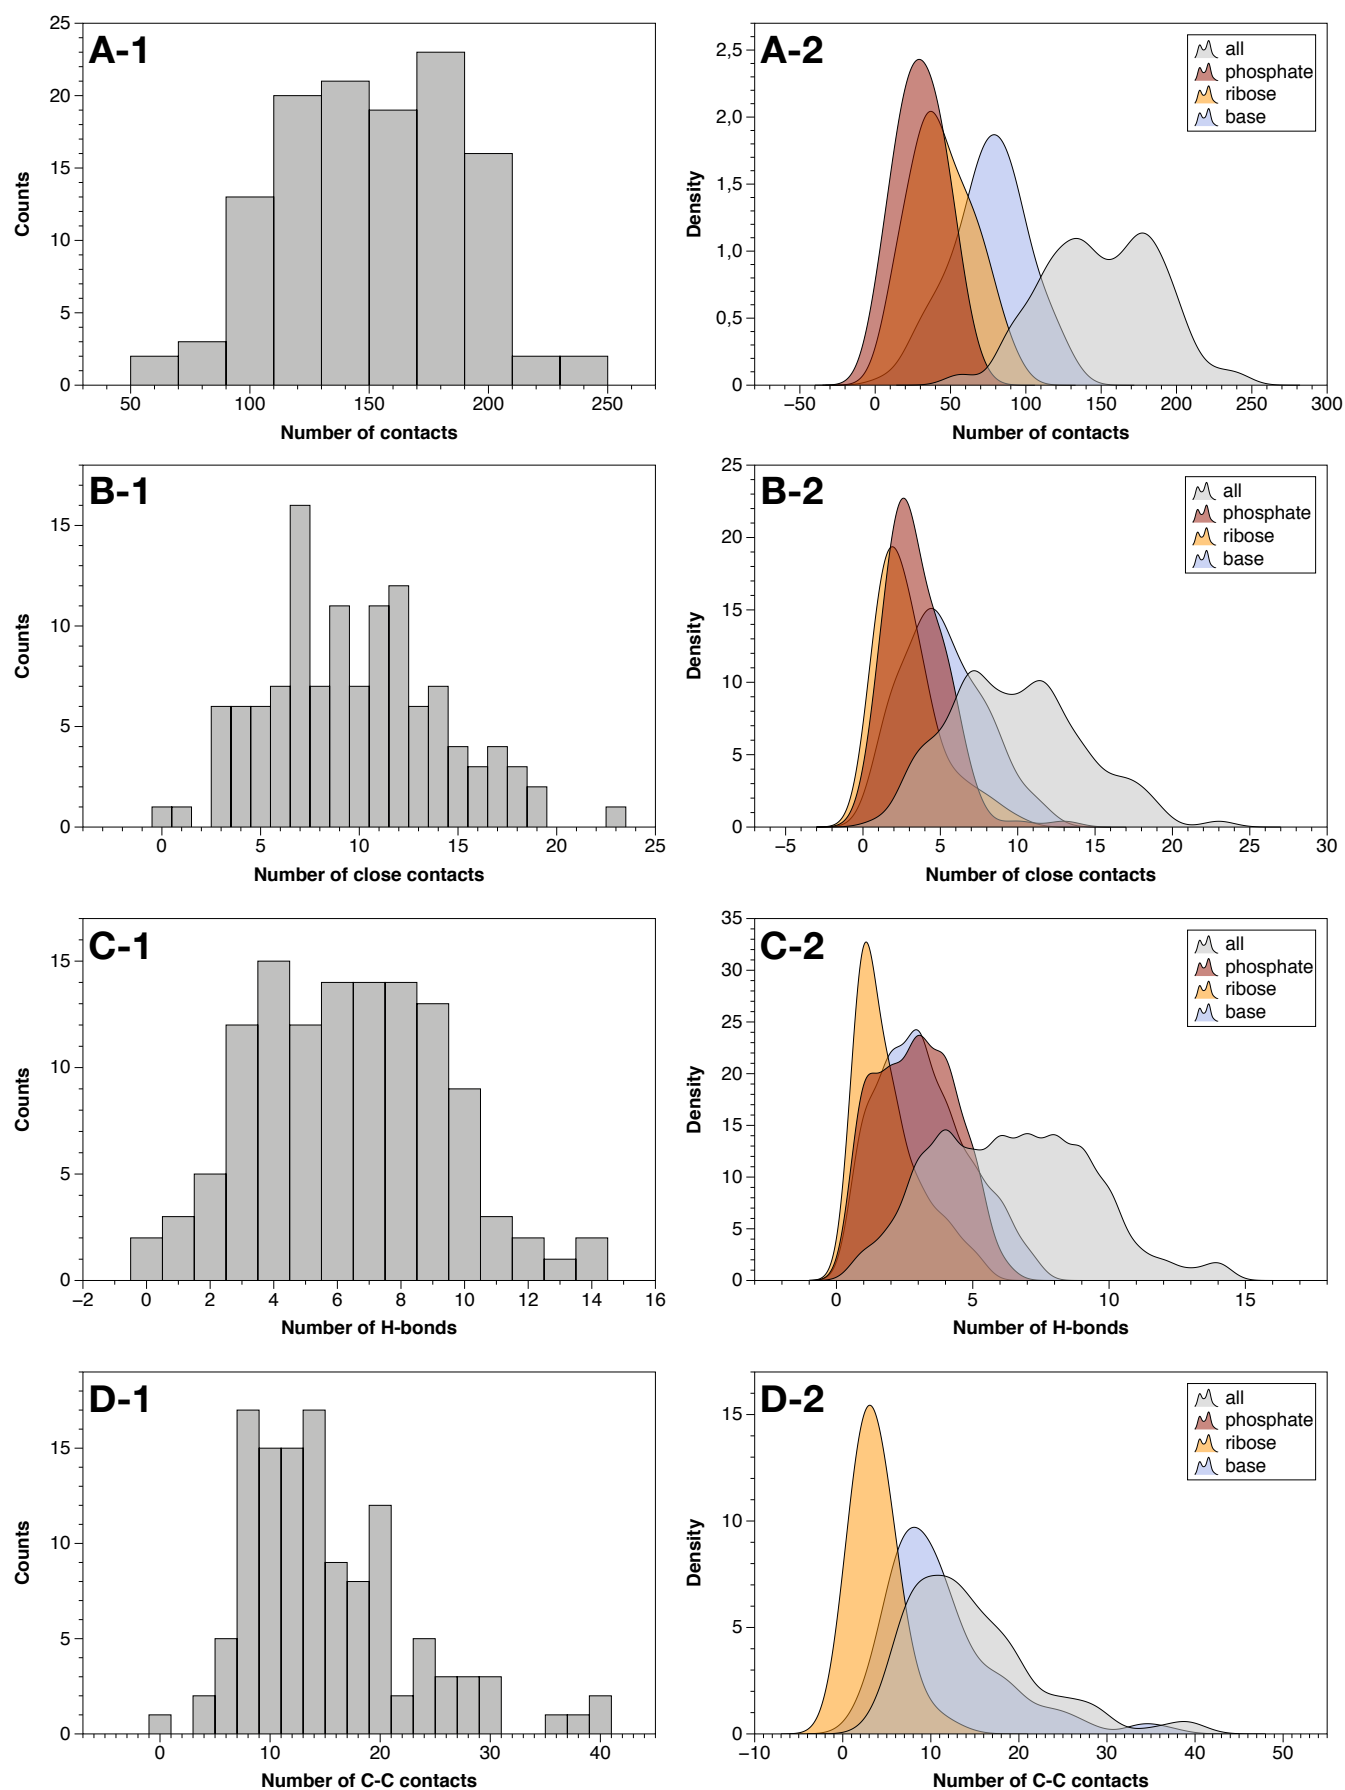 A-1
25
20
15
10
5
0
Counts
50 100 150 200 250
Number of contacts
A-2
2,5
2,0
1,5
1,0
0,5
0
Density
all
phosphate
ribose
base
−50 0 50 100 150 200 250 300
Number of contacts
B-1
15
10
5
0
Counts
0 5 10 15 20 25
Number of close contacts
B-2
25
20
15
10
5
0
Density
all
phosphate
ribose
base
−5 0 5 10 15 20 25 30
Number of close contacts
C-1
15
10
5
0
Counts
−2 0 2 4 6 8 10 12 14 16
Number of H-bonds
C-2
35
30
25
20
15
10
5
0
Density
all
phosphate
ribose
base
0 5 10 15
Number of H-bonds
D-1
15
10
5
0
Counts
0 10 20 30 40
Number of C-C contacts
D-2
15
10
5
0
Density
all
phosphate
ribose
base
−10 0 10 20 30 40 50
Number of C-C contacts